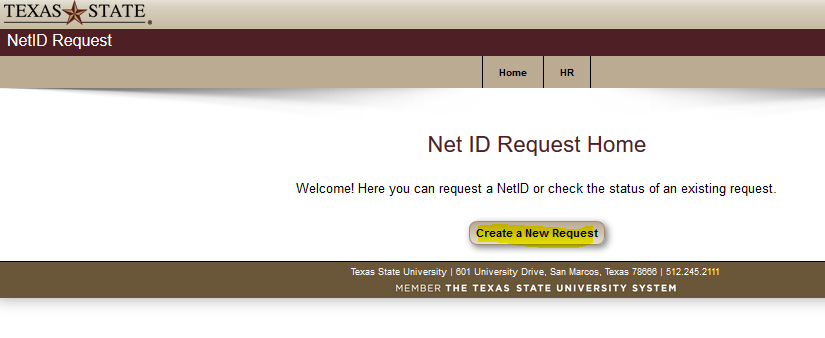 TEXAS STATE
NetID Request
Home HR
Net ID Request Home
Welcome! Here you can request a NetID or check the status of an existing request.
Create a New Request
Texas State University | 601 University Drive, San Marcos, Texas 78666 | 512.245.2111
MEMBER THE TEXAS STATE UNIVERSITY SYSTEM